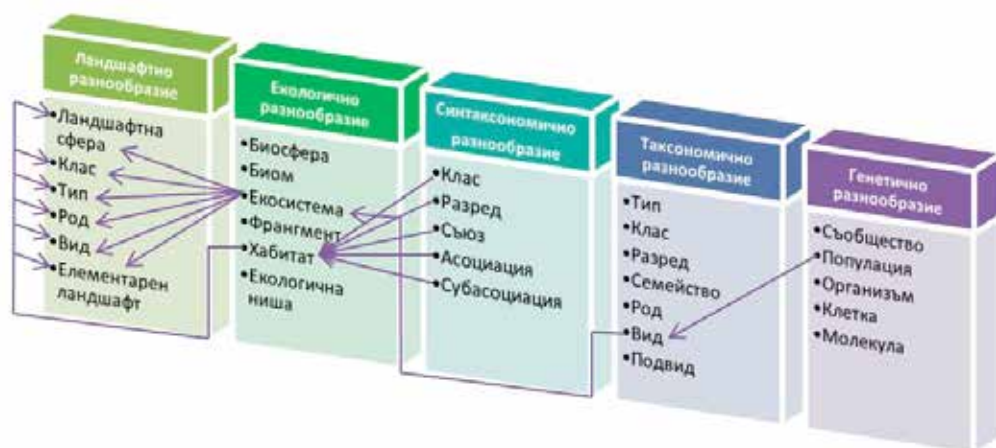 Ландшафтно
разнообразие
•Ландшафтна
сфера
•Клас
•Тип
•Род
•Вид
•Елементарен
ландшафт
Екологично
разнообразие
•Биосфера
•Биом
•Екосистема
•Франгмент
•Хабитат
•Екологична
ниша
Синтаксономично
разнообразие
•Клас
•Разред
•Съюз
•Асоциация
•Субасоциация
Таксономично
разнообразие
•Тип
•Клас
•Разред
•Семейство
•Род
•Вид
•Подвид
Генетично
разнообразие
•Съобщество
•Популация
•Организъм
•Клетка
•Молекула